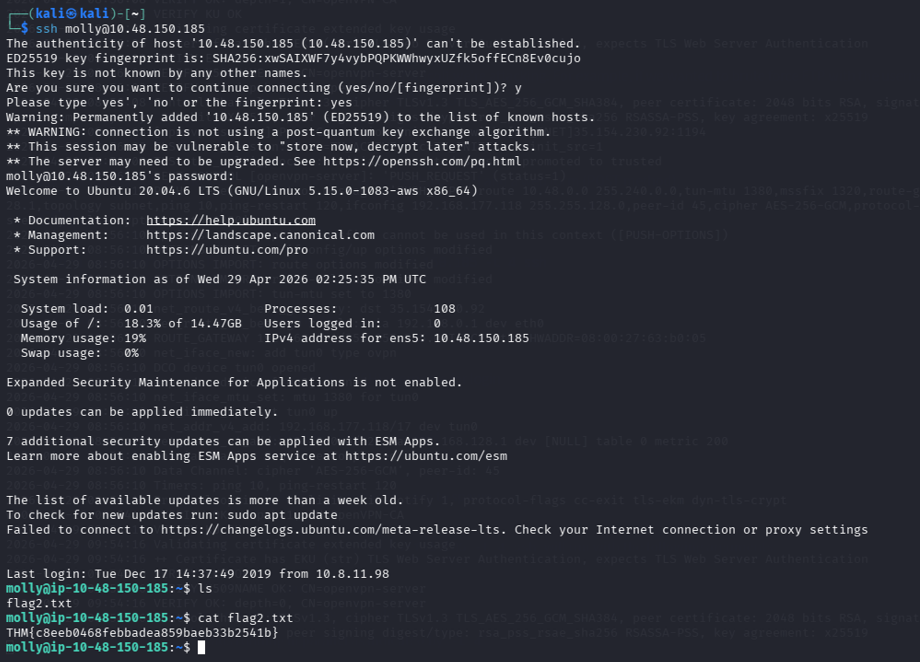 ┌──(kali㉿kali)-[~]
└─$ ssh molly@10.48.150.185
The authenticity of host '10.48.150.185 (10.48.150.185)' can't be established.
ED25519 key fingerprint is: SHA256:xwSAIXWF7y4vybPQPKWWhwyxUZfk5offECn8Ev0cujo
This key is not known by any other names.
Are you sure you want to continue connecting (yes/no/[fingerprint])? y
Please type 'yes', 'no' or the fingerprint: yes
Warning: Permanently added '10.48.150.185' (ED25519) to the list of known hosts.
** WARNING: connection is not using a post-quantum key exchange algorithm.
** This session may be vulnerable to "store now, decrypt later" attacks.
** The server may need to be upgraded. See https://openssh.com/pq.html
molly@10.48.150.185's password:
Welcome to Ubuntu 20.04.6 LTS (GNU/Linux 5.15.0-1083-aws x86_64)
* Documentation: https://help.ubuntu.com
* Management: https://landscape.canonical.com
* Support: https://ubuntu.com/pro
System information as of Wed 29 Apr 2026 02:25:35 PM UTC
System load: 0.01 Processes: 108
Usage of /: 18.3% of 14.47GB Users logged in: 0
Memory usage: 19% IPv4 address for ens5: 10.48.150.185
Swap usage: 0%
Expanded Security Maintenance for Applications is not enabled.
0 updates can be applied immediately.
7 additional security updates can be applied with ESM Apps.
Learn more about enabling ESM Apps service at https://ubuntu.com/esm
The list of available updates is more than a week old.
To check for new updates run: sudo apt update
Failed to connect to https://changelogs.ubuntu.com/meta-release-lts. Check your Internet connection or proxy settings
Last login: Tue Dec 17 14:37:49 2019 from 10.8.11.98
molly@ip-10-48-150-185:~$ ls
flag2.txt
molly@ip-10-48-150-185:~$ cat flag2.txt
THM{c8eeb0468febbadea859baeb33b2541b}
molly@ip-10-48-150-185:~$